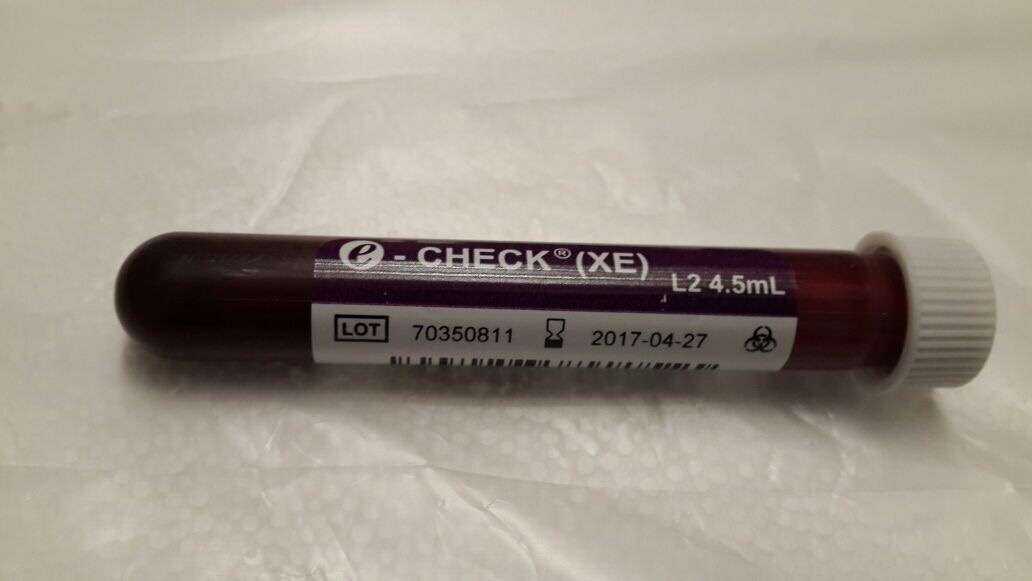 e - CHECK® (XE)
L2 4.5mL
LOT 70350811 2017-04-27